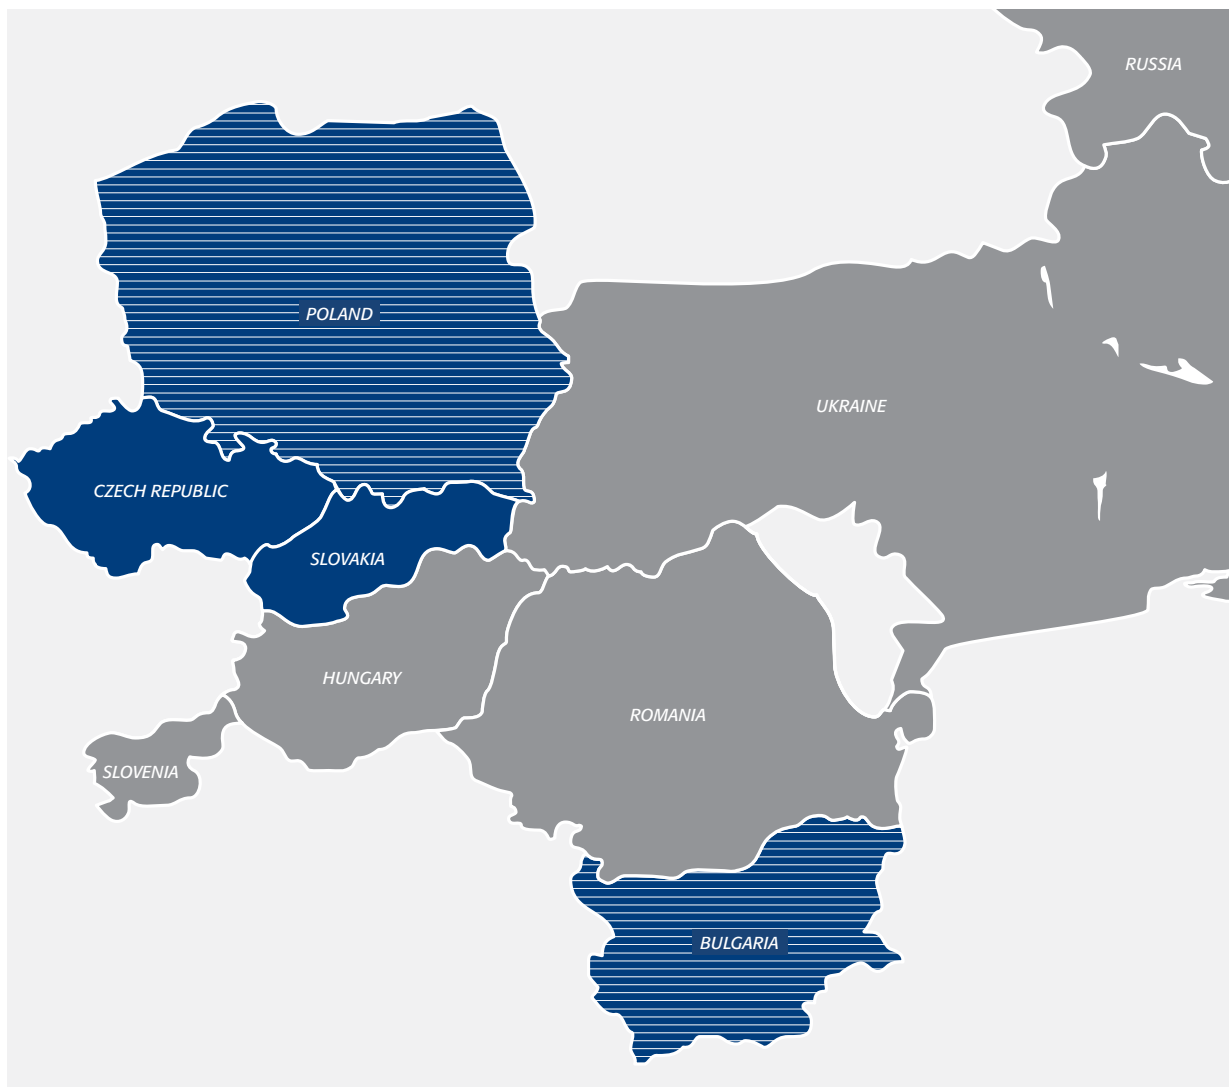 RUSSIA
POLAND
UKRAINE
CZECH REPUBLIC
SLOVAKIA
HUNGARY
ROMANIA
SLOVENIA
BULGARIA